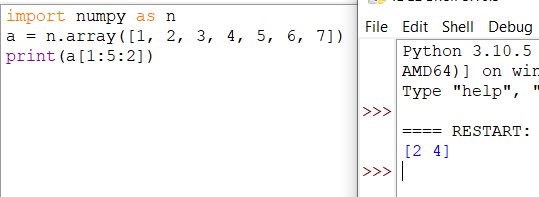 import numpy as n
a = n.array([1, 2, 3, 4, 5, 6, 7])
print(a[1:5:2])
File Edit Shell Debug
Python 3.10.5
AMD64)] on win
Type "help", "
>>>
==== RESTART:
[2 4]
>>>